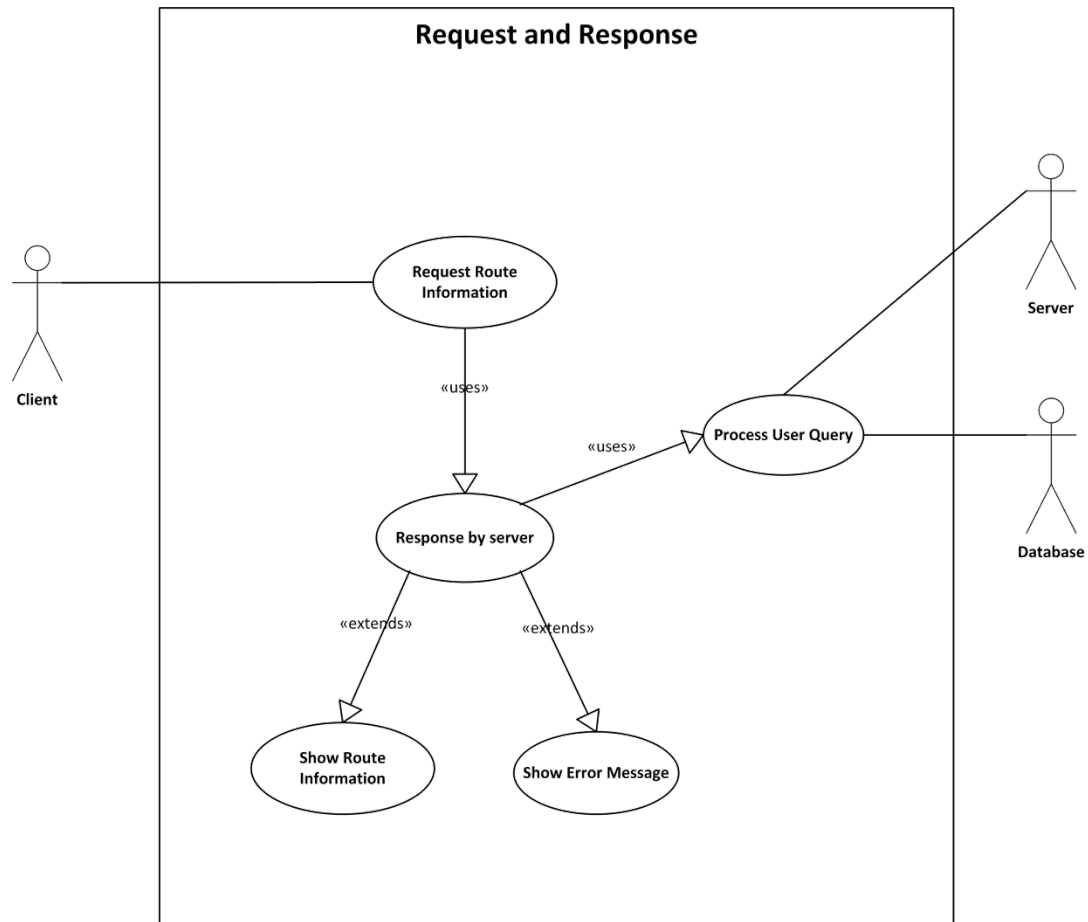 Request and Response
Request Route
Information
Server
«uses»
Client
Process User Query
«uses»
Response by server
Database
«extends»
«extends»
Show Route
Information
Show Error Message